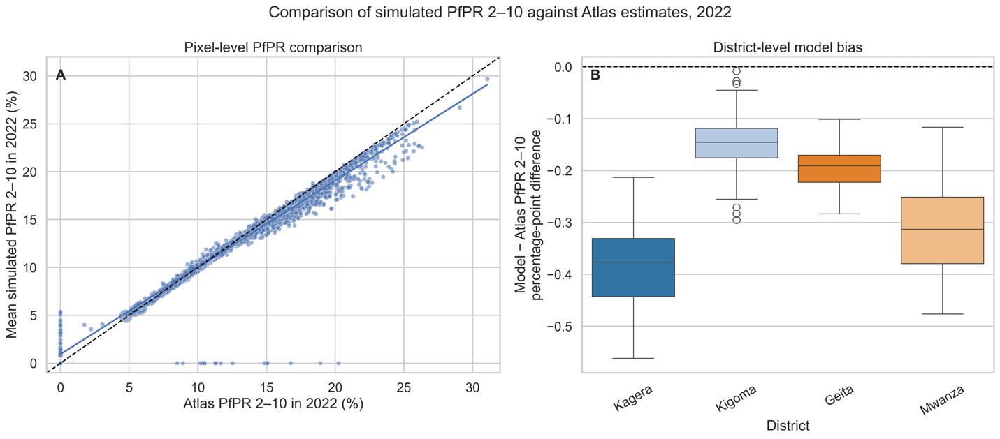 Comparison of simulated PfPR 2–10 against Atlas estimates, 2022
Pixel-level PfPR comparison
A
30
25
20
15
10
5
0
Mean simulated PfPR 2–10 in 2022 (%)
0 5 10 15 20 25 30
Atlas PfPR 2–10 in 2022 (%)
District-level model bias
B
0.0
−0.1
−0.2
−0.3
−0.4
−0.5
Model − Atlas PfPR 2–10
percentage-point difference
Kagera Kigoma Geita Mwanza
District